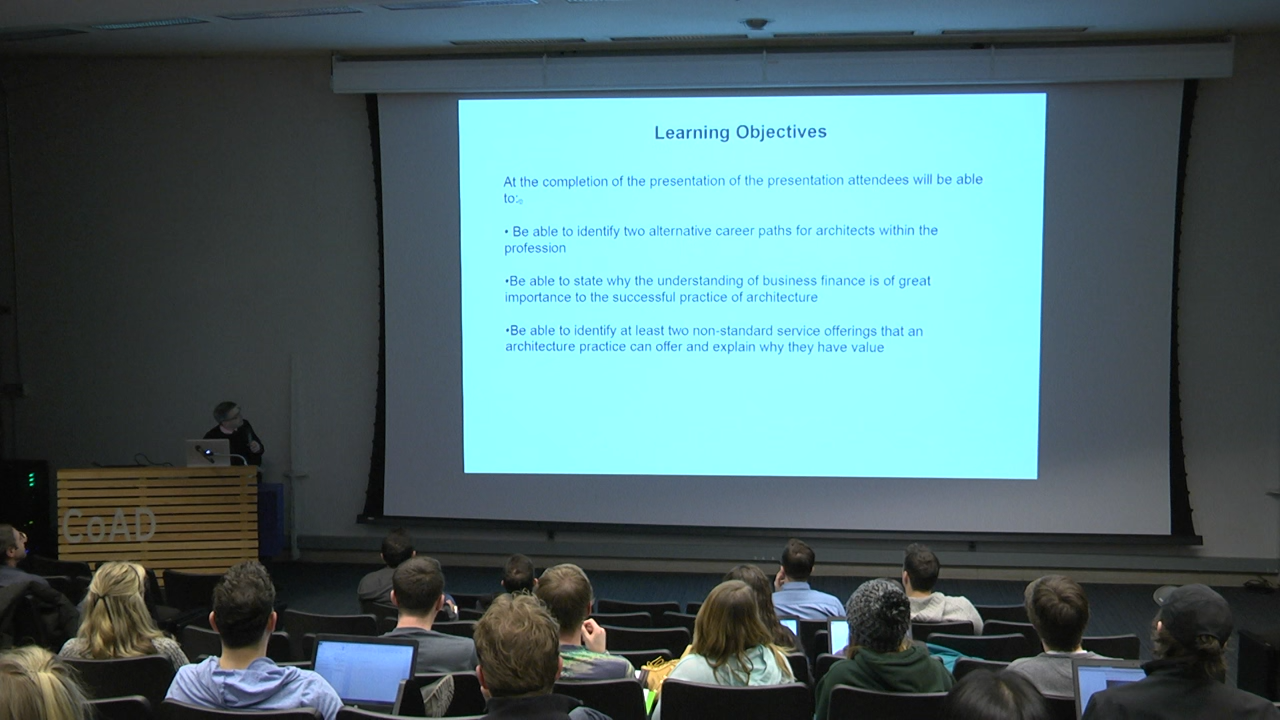 Learning Objectives
At the completion of the presentation of the presentation attendees will be able
to:
• Be able to identify two alternative career paths for architects within the
profession
•Be able to state why the understanding of business finance is of great
importance to the successful practice of architecture
•Be able to identify at least two non-standard service offerings that an
architecture practice can offer and explain why they have value
CoAD